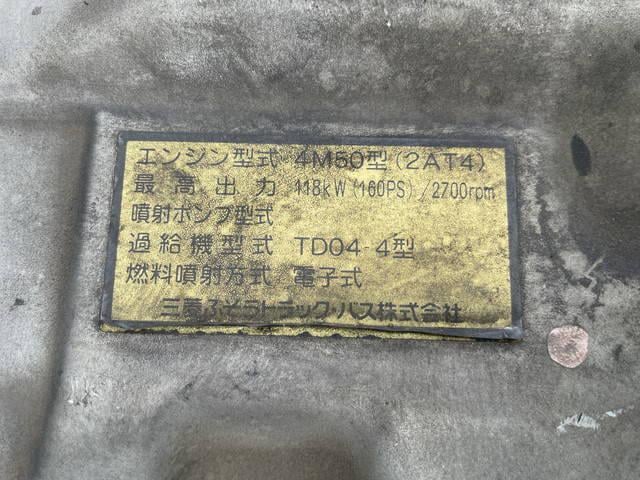 エンジン型式 4M50型(2AT4)
最高出力 118kW(160PS)/2700rpm
噴射ポンプ型式
過給機型式 TD04-4型
燃料噴射方式 電子式
三菱ふそうトラック・バス株式会社